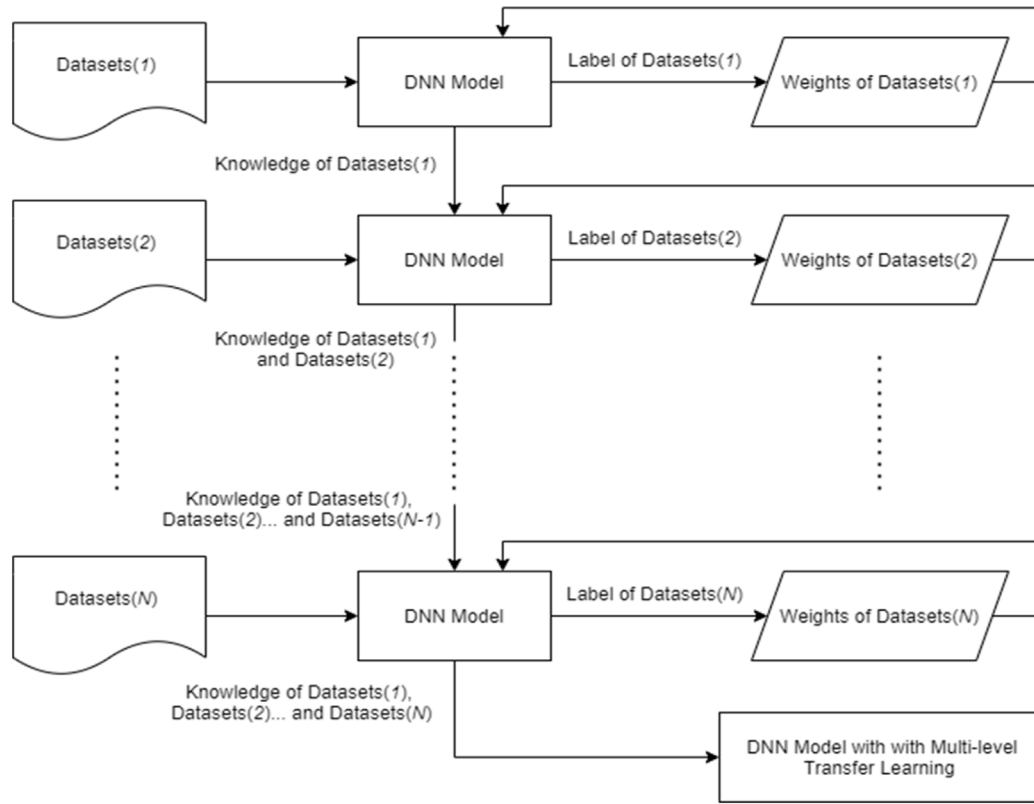 Datasets(1)
DNN Model
Label of Datasets(1)
Weights of Datasets(1)
Knowledge of Datasets(1)
Datasets(2)
DNN Model
Label of Datasets(2)
Weights of Datasets(2)
Knowledge of Datasets(1)
and Datasets(2)
Knowledge of Datasets(1),
Datasets(2)... and Datasets(N-1)
Datasets(N)
DNN Model
Label of Datasets(N)
Weights of Datasets(N)
Knowledge of Datasets(1),
Datasets(2)... and Datasets(N)
DNN Model with with Multi-level
Transfer Learning